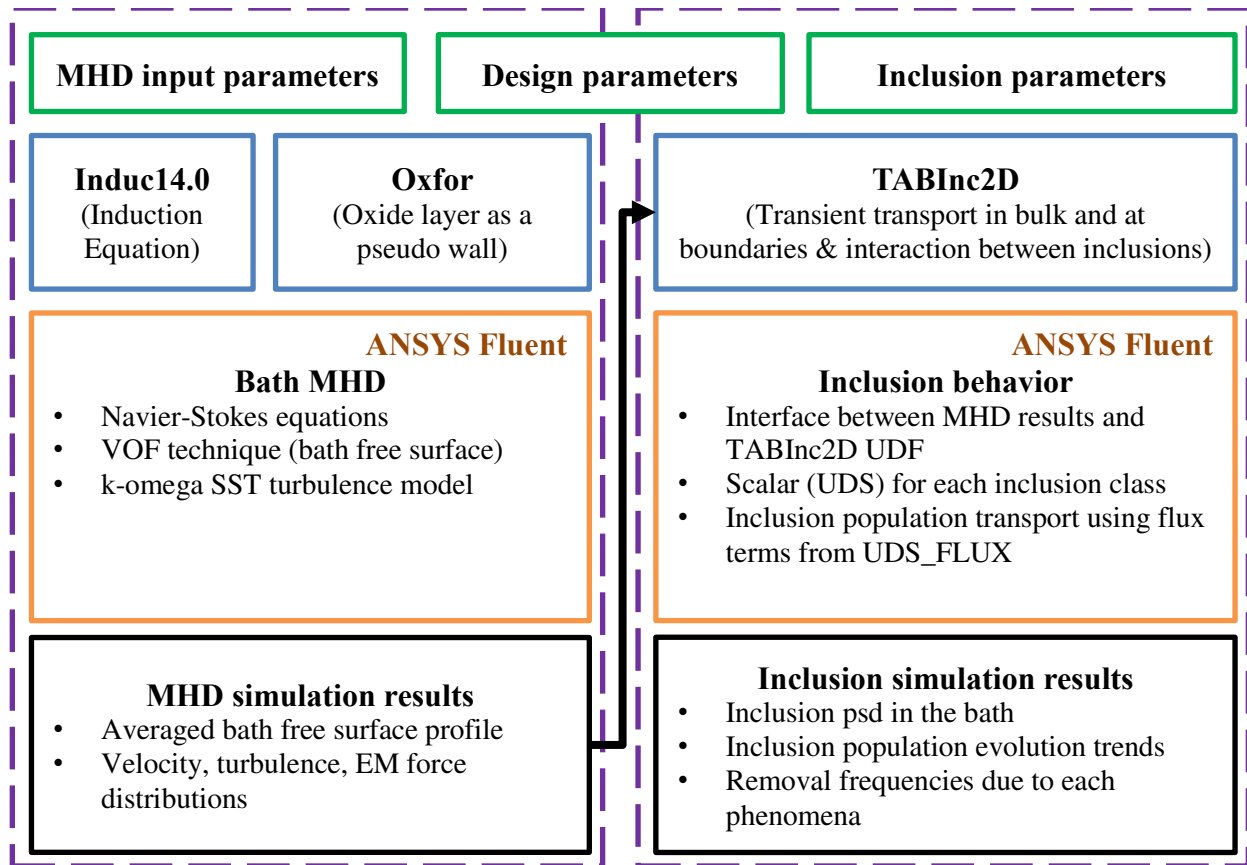 MHD input parameters
Design parameters
Inclusion parameters
Induc14.0
(Induction
Equation)
Oxfor
(Oxide layer as a
pseudo wall)
TABInc2D
(Transient transport in bulk and at
boundaries & interaction between inclusions)
ANSYS Fluent
Bath MHD
• Navier-Stokes equations
• VOF technique (bath free surface)
• k-omega SST turbulence model
ANSYS Fluent
Inclusion behavior
• Interface between MHD results and
TABInc2D UDF
• Scalar (UDS) for each inclusion class
• Inclusion population transport using flux
terms from UDS_FLUX
MHD simulation results
• Averaged bath free surface profile
• Velocity, turbulence, EM force
distributions
Inclusion simulation results
• Inclusion psd in the bath
• Inclusion population evolution trends
• Removal frequencies due to each
phenomena